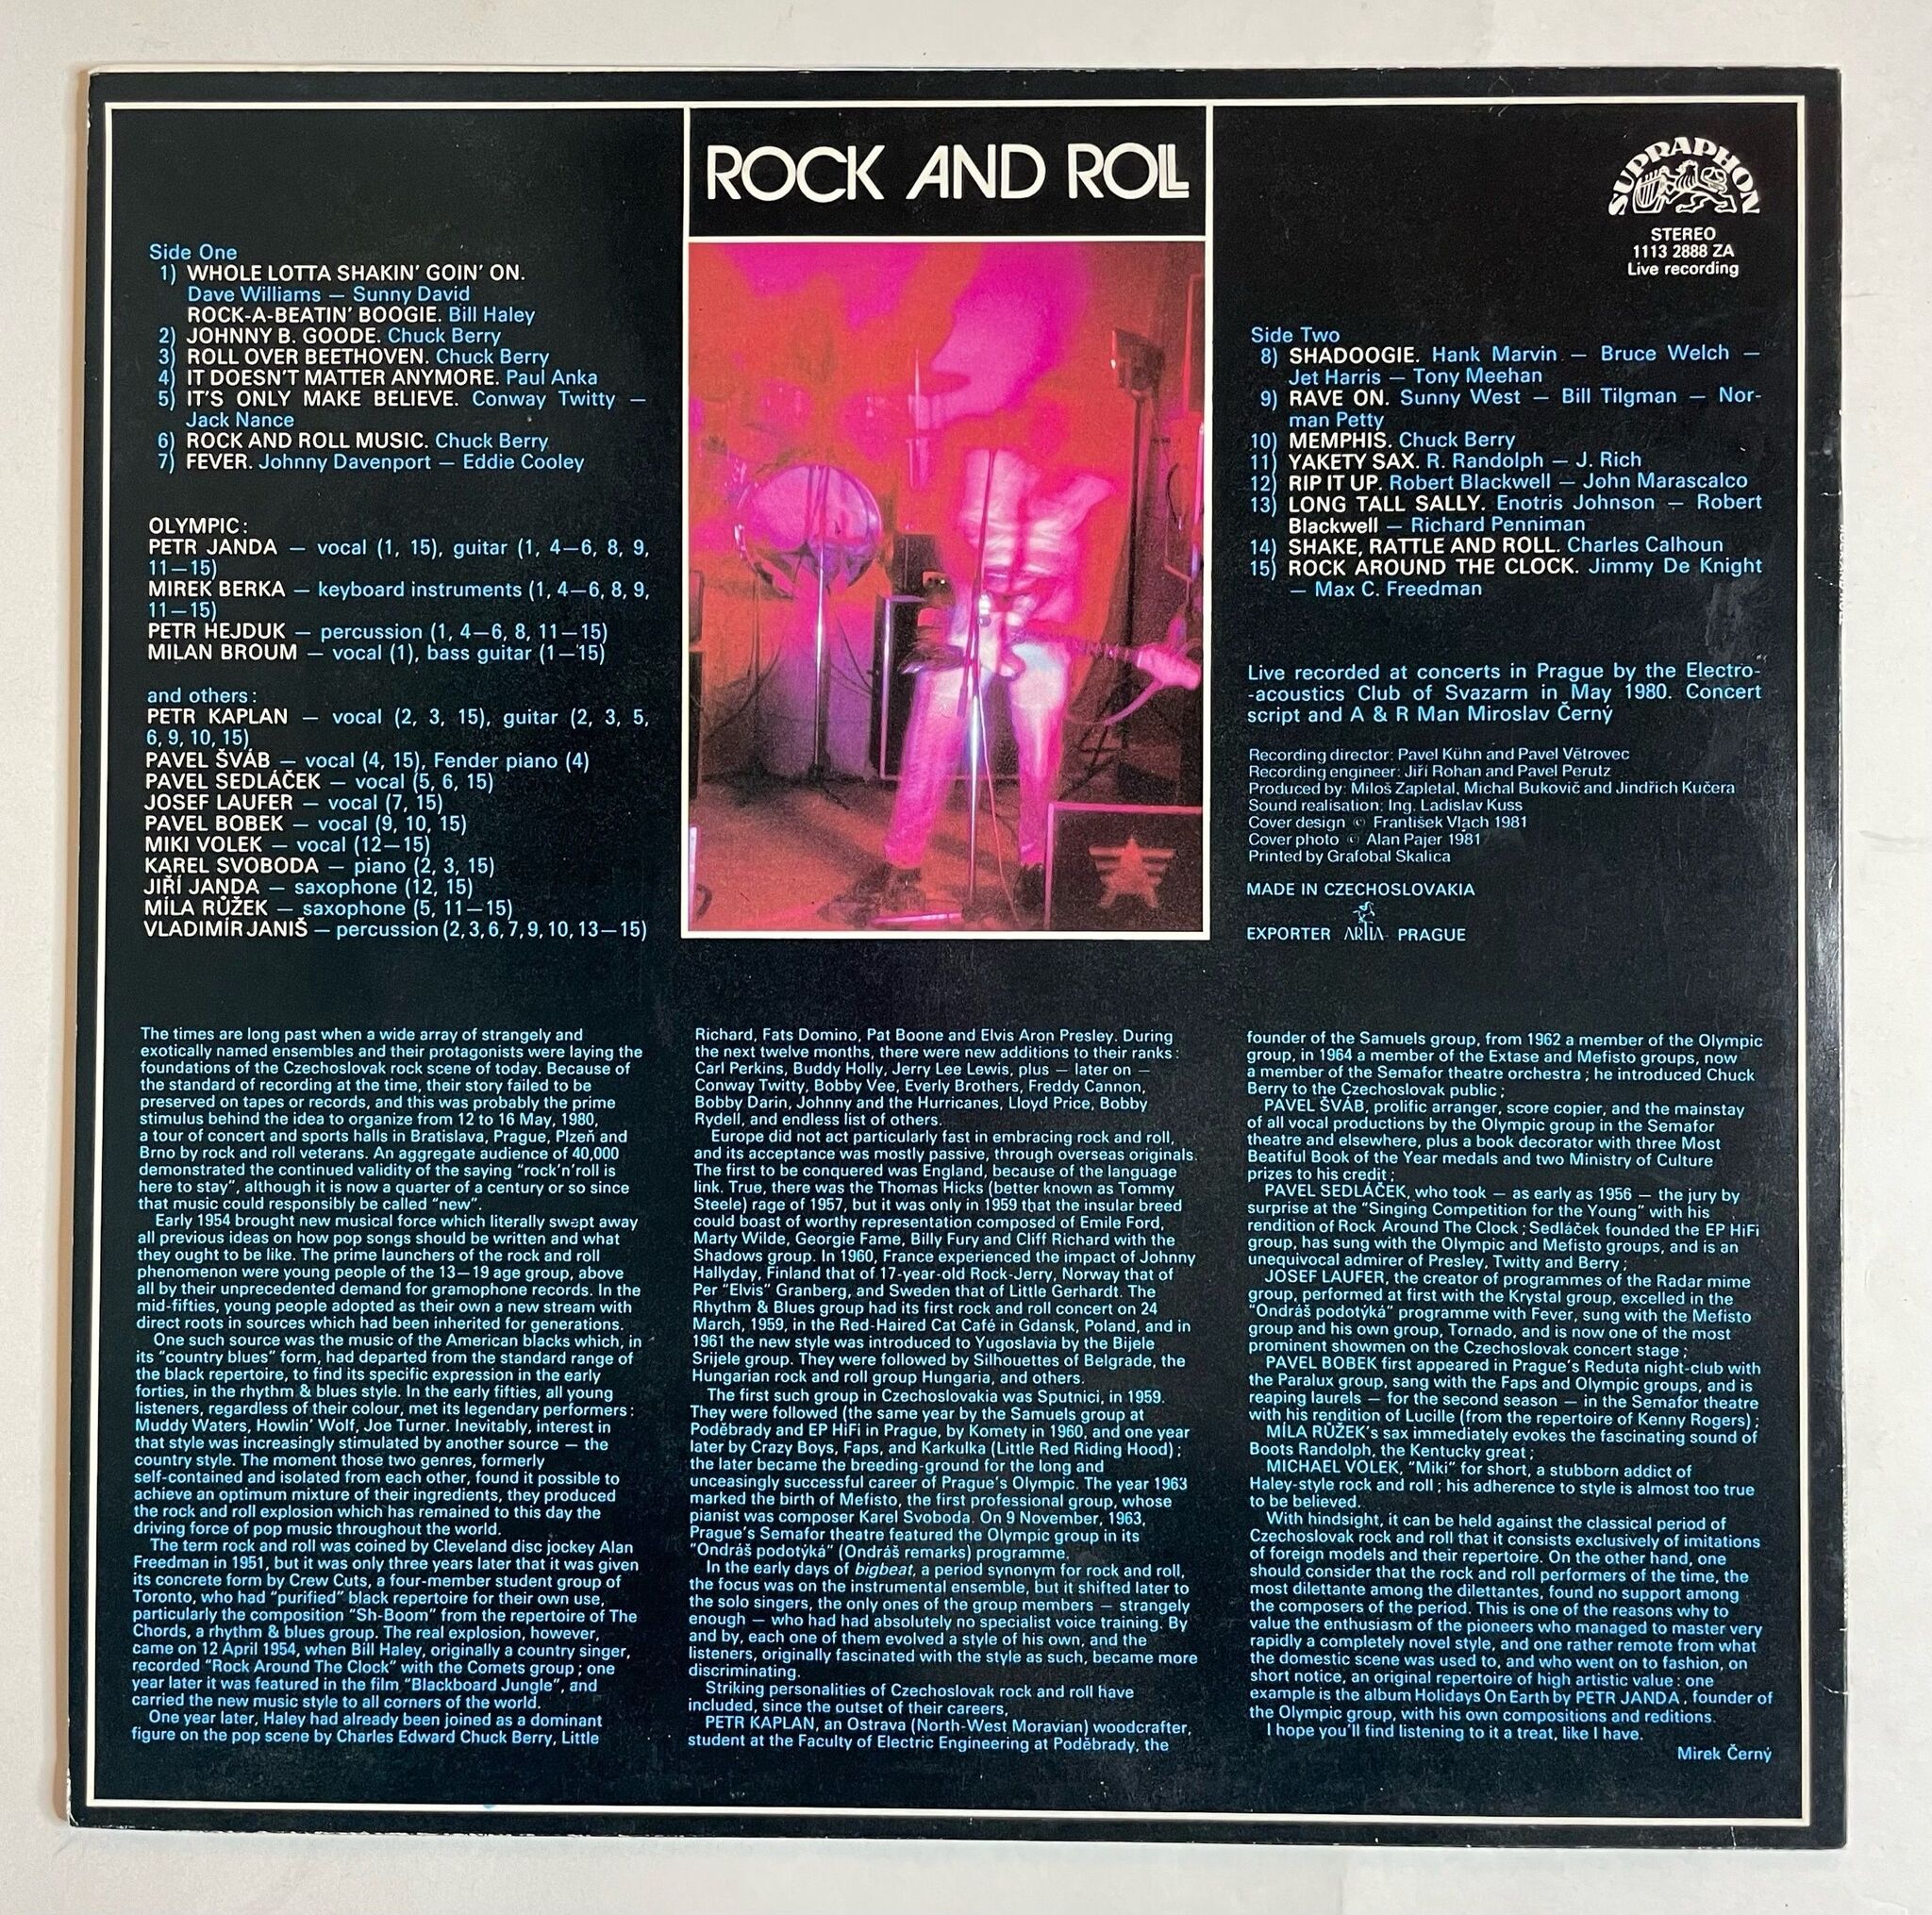 ROCK AND ROLL
SUPRAPHON
STEREO
1113 2888 ZA
Live recording
Side One
1) WHOLE LOTTA SHAKIN' GOIN' ON.
Dave Williams — Sunny David
ROCK-A-BEATIN' BOOGIE. Bill Haley
2) JOHNNY B. GOODE. Chuck Berry
3) ROLL OVER BEETHOVEN. Chuck Berry
4) IT DOESN'T MATTER ANYMORE. Paul Anka
5) IT'S ONLY MAKE BELIEVE. Conway Twitty —
Jack Nance
6) ROCK AND ROLL MUSIC. Chuck Berry
7) FEVER. Johnny Davenport — Eddie Cooley
OLYMPIC:
PETR JANDA — vocal (1, 15), guitar (1, 4—6, 8, 9,
11—15)
MIREK BERKA — keyboard instruments (1, 4—6, 8, 9,
11—15)
PETR HEJDUK — percussion (1, 4—6, 8, 11—15)
MILAN BROUM — vocal (1), bass guitar (1—15)
and others:
PETR KAPLAN — vocal (2, 3, 15), guitar (2, 3, 5,
6, 9, 10, 15)
PAVEL ŠVÁB — vocal (4, 15), Fender piano (4)
PAVEL SEDLÁČEK — vocal (5, 6, 15)
JOSEF LAUFER — vocal (7, 15)
PAVEL BOBEK — vocal (9, 10, 15)
MIKI VOLEK — vocal (12—15)
KAREL SVOBODA — piano (2, 3, 15)
JIŘÍ JANDA — saxophone (12, 15)
MÍLA RŮŽEK — saxophone (5, 11—15)
VLADIMÍR JANIŠ — percussion (2, 3, 6, 7, 9, 10, 13—15)
Side Two
8) SHADOOGIE. Hank Marvin — Bruce Welch —
Jet Harris — Tony Meehan
9) RAVE ON. Sunny West — Bill Tilgman — Nor-
man Petty
10) MEMPHIS. Chuck Berry
11) YAKETY SAX. R. Randolph — J. Rich
12) RIP IT UP. Robert Blackwell — John Marascalco
13) LONG TALL SALLY. Enotris Johnson — Robert
Blackwell — Richard Penniman
14) SHAKE, RATTLE AND ROLL. Charles Calhoun
15) ROCK AROUND THE CLOCK. Jimmy De Knight
— Max C. Freedman
Live recorded at concerts in Prague by the Electro-
-acoustics Club of Svazarm in May 1980. Concert
script and A & R Man Miroslav Černý
Recording director: Pavel Kühn and Pavel Větrovec
Recording engineer: Jiří Rohan and Pavel Perutz
Produced by: Miloš Zapletal, Michal Bukovič and Jindřich Kučera
Sound realisation: Ing. Ladislav Kuss
Cover design © František Vlach 1981
Cover photo © Alan Pajer 1981
Printed by Grafobal Skalica
MADE IN CZECHOSLOVAKIA
EXPORTER ARTIA PRAGUE
The times are long past when a wide array of strangely and
exotically named ensembles and their protagonists were laying the
foundations of the Czechoslovak rock scene of today. Because of
the standard of recording at the time, their story failed to be
preserved on tapes or records, and this was probably the prime
stimulus behind the idea to organize from 12 to 16 May, 1980,
a tour of concert and sports halls in Bratislava, Prague, Plzeň and
Brno by rock and roll veterans. An aggregate audience of 40,000
demonstrated the continued validity of the saying "rock'n'roll is
here to stay", although it is now a quarter of a century or so since
that music could responsibly be called "new".
Early 1954 brought new musical force which literally swept away
all previous ideas on how pop songs should be written and what
they ought to be like. The prime launchers of the rock and roll
phenomenon were young people of the 13—19 age group, above
all by their unprecedented demand for gramophone records. In the
mid-fifties, young people adopted as their own a new stream with
direct roots in sources which had been inherited for generations.
One such source was the music of the American blacks which, in
its "country blues" form, had departed from the standard range of
the black repertoire, to find its specific expression in the early
forties, in the rhythm & blues style. In the early fifties, all young
listeners, regardless of their colour, met its legendary performers:
Muddy Waters, Howlin' Wolf, Joe Turner. Inevitably, interest in
that style was increasingly stimulated by another source — the
country style. The moment those two genres, formerly
self-contained and isolated from each other, found it possible to
achieve an optimum mixture of their ingredients, they produced
the rock and roll explosion which has remained to this day the
driving force of pop music throughout the world.
The term rock and roll was coined by Cleveland disc jockey Alan
Freedman in 1951, but it was only three years later that it was given
its concrete form by Crew Cuts, a four-member student group of
Toronto, who had "purified" black repertoire for their own use,
particularly the composition "Sh-Boom" from the repertoire of The
Chords, a rhythm & blues group. The real explosion, however,
came on 12 April 1954, when Bill Haley, originally a country singer,
recorded "Rock Around The Clock" with the Comets group; one
year later it was featured in the film "Blackboard Jungle", and
carried the new music style to all corners of the world.
One year later, Haley had already been joined as a dominant
figure on the pop scene by Charles Edward Chuck Berry, Little
Richard, Fats Domino, Pat Boone and Elvis Aron Presley. During
the next twelve months, there were new additions to their ranks:
Carl Perkins, Buddy Holly, Jerry Lee Lewis, plus — later on —
Conway Twitty, Bobby Vee, Everly Brothers, Freddy Cannon,
Bobby Darin, Johnny and the Hurricanes, Lloyd Price, Bobby
Rydell, and endless list of others.
Europe did not act particularly fast in embracing rock and roll,
and its acceptance was mostly passive, through overseas originals.
The first to be conquered was England, because of the language
link. True, there was the Thomas Hicks (better known as Tommy
Steele) rage of 1957, but it was only in 1959 that the insular breed
could boast of worthy representation composed of Emile Ford,
Marty Wilde, Georgie Fame, Billy Fury and Cliff Richard with the
Shadows group. In 1960, France experienced the impact of Johnny
Hallyday, Finland that of 17-year-old Rock-Jerry, Norway that of
Per "Elvis" Granberg, and Sweden that of Little Gerhardt. The
Rhythm & Blues group had its first rock and roll concert on 24
March, 1959, in the Red-Haired Cat Café in Gdansk, Poland, and in
1961 the new style was introduced to Yugoslavia by the Bijele
Srijele group. They were followed by Silhouettes of Belgrade, the
Hungarian rock and roll group Hungaria, and others.
The first such group in Czechoslovakia was Sputnici, in 1959.
They were followed (the same year by the Samuels group at
Poděbrady and EP HiFi in Prague, by Komety in 1960, and one year
later by Crazy Boys, Faps, and Karkulka (Little Red Riding Hood);
the later became the breeding-ground for the long and
unceasingly successful career of Prague's Olympic. The year 1963
marked the birth of Mefisto, the first professional group, whose
pianist was composer Karel Svoboda. On 9 November, 1963,
Prague's Semafor theatre featured the Olympic group in its
"Ondráš podotýká" (Ondráš remarks) programme.
In the early days of bigbeat, a period synonym for rock and roll,
the focus was on the instrumental ensemble, but it shifted later to
the solo singers, the only ones of the group members — strangely
enough — who had had absolutely no specialist voice training. By
and by, each one of them evolved a style of his own, and the
listeners, originally fascinated with the style as such, became more
discriminating.
Striking personalities of Czechoslovak rock and roll have
included, since the outset of their careers,
PETR KAPLAN, an Ostrava (North-West Moravian) woodcrafter,
student at the Faculty of Electric Engineering at Poděbrady, the
founder of the Samuels group, from 1962 a member of the Olympic
group, in 1964 a member of the Extase and Mefisto groups, now
a member of the Semafor theatre orchestra; he introduced Chuck
Berry to the Czechoslovak public;
PAVEL ŠVÁB, prolific arranger, score copier, and the mainstay
of all vocal productions by the Olympic group in the Semafor
theatre and elsewhere, plus a book decorator with three Most
Beatiful Book of the Year medals and two Ministry of Culture
prizes to his credit;
PAVEL SEDLÁČEK, who took — as early as 1956 — the jury by
surprise at the "Singing Competition for the Young" with his
rendition of Rock Around The Clock; Sedláček founded the EP HiFi
group, has sung with the Olympic and Mefisto groups, and is an
unequivocal admirer of Presley, Twitty and Berry;
JOSEF LAUFER, the creator of programmes of the Radar mime
group, performed at first with the Krystal group, excelled in the
"Ondráš podotýká" programme with Fever, sung with the Mefisto
group and his own group, Tornado, and is now one of the most
prominent showmen on the Czechoslovak concert stage;
PAVEL BOBEK first appeared in Prague's Reduta night-club with
the Paralux group, sang with the Faps and Olympic groups, and is
reaping laurels — for the second season — in the Semafor theatre
with his rendition of Lucille (from the repertoire of Kenny Rogers);
MÍLA RŮŽEK's sax immediately evokes the fascinating sound of
Boots Randolph, the Kentucky great;
MICHAEL VOLEK, "Miki" for short, a stubborn addict of
Haley-style rock and roll; his adherence to style is almost too true
to be believed.
With hindsight, it can be held against the classical period of
Czechoslovak rock and roll that it consists exclusively of imitations
of foreign models and their repertoire. On the other hand, one
should consider that the rock and roll performers of the time, the
most dilettante among the dilettantes, found no support among
the composers of the period. This is one of the reasons why to
value the enthusiasm of the pioneers who managed to master very
rapidly a completely novel style, and one rather remote from what
the domestic scene was used to, and who went on to fashion, on
short notice, an original repertoire of high artistic value: one
example is the album Holidays On Earth by PETR JANDA, founder of
the Olympic group, with his own compositions and reditions.
I hope you'll find listening to it a treat, like I have.
Mirek Černý